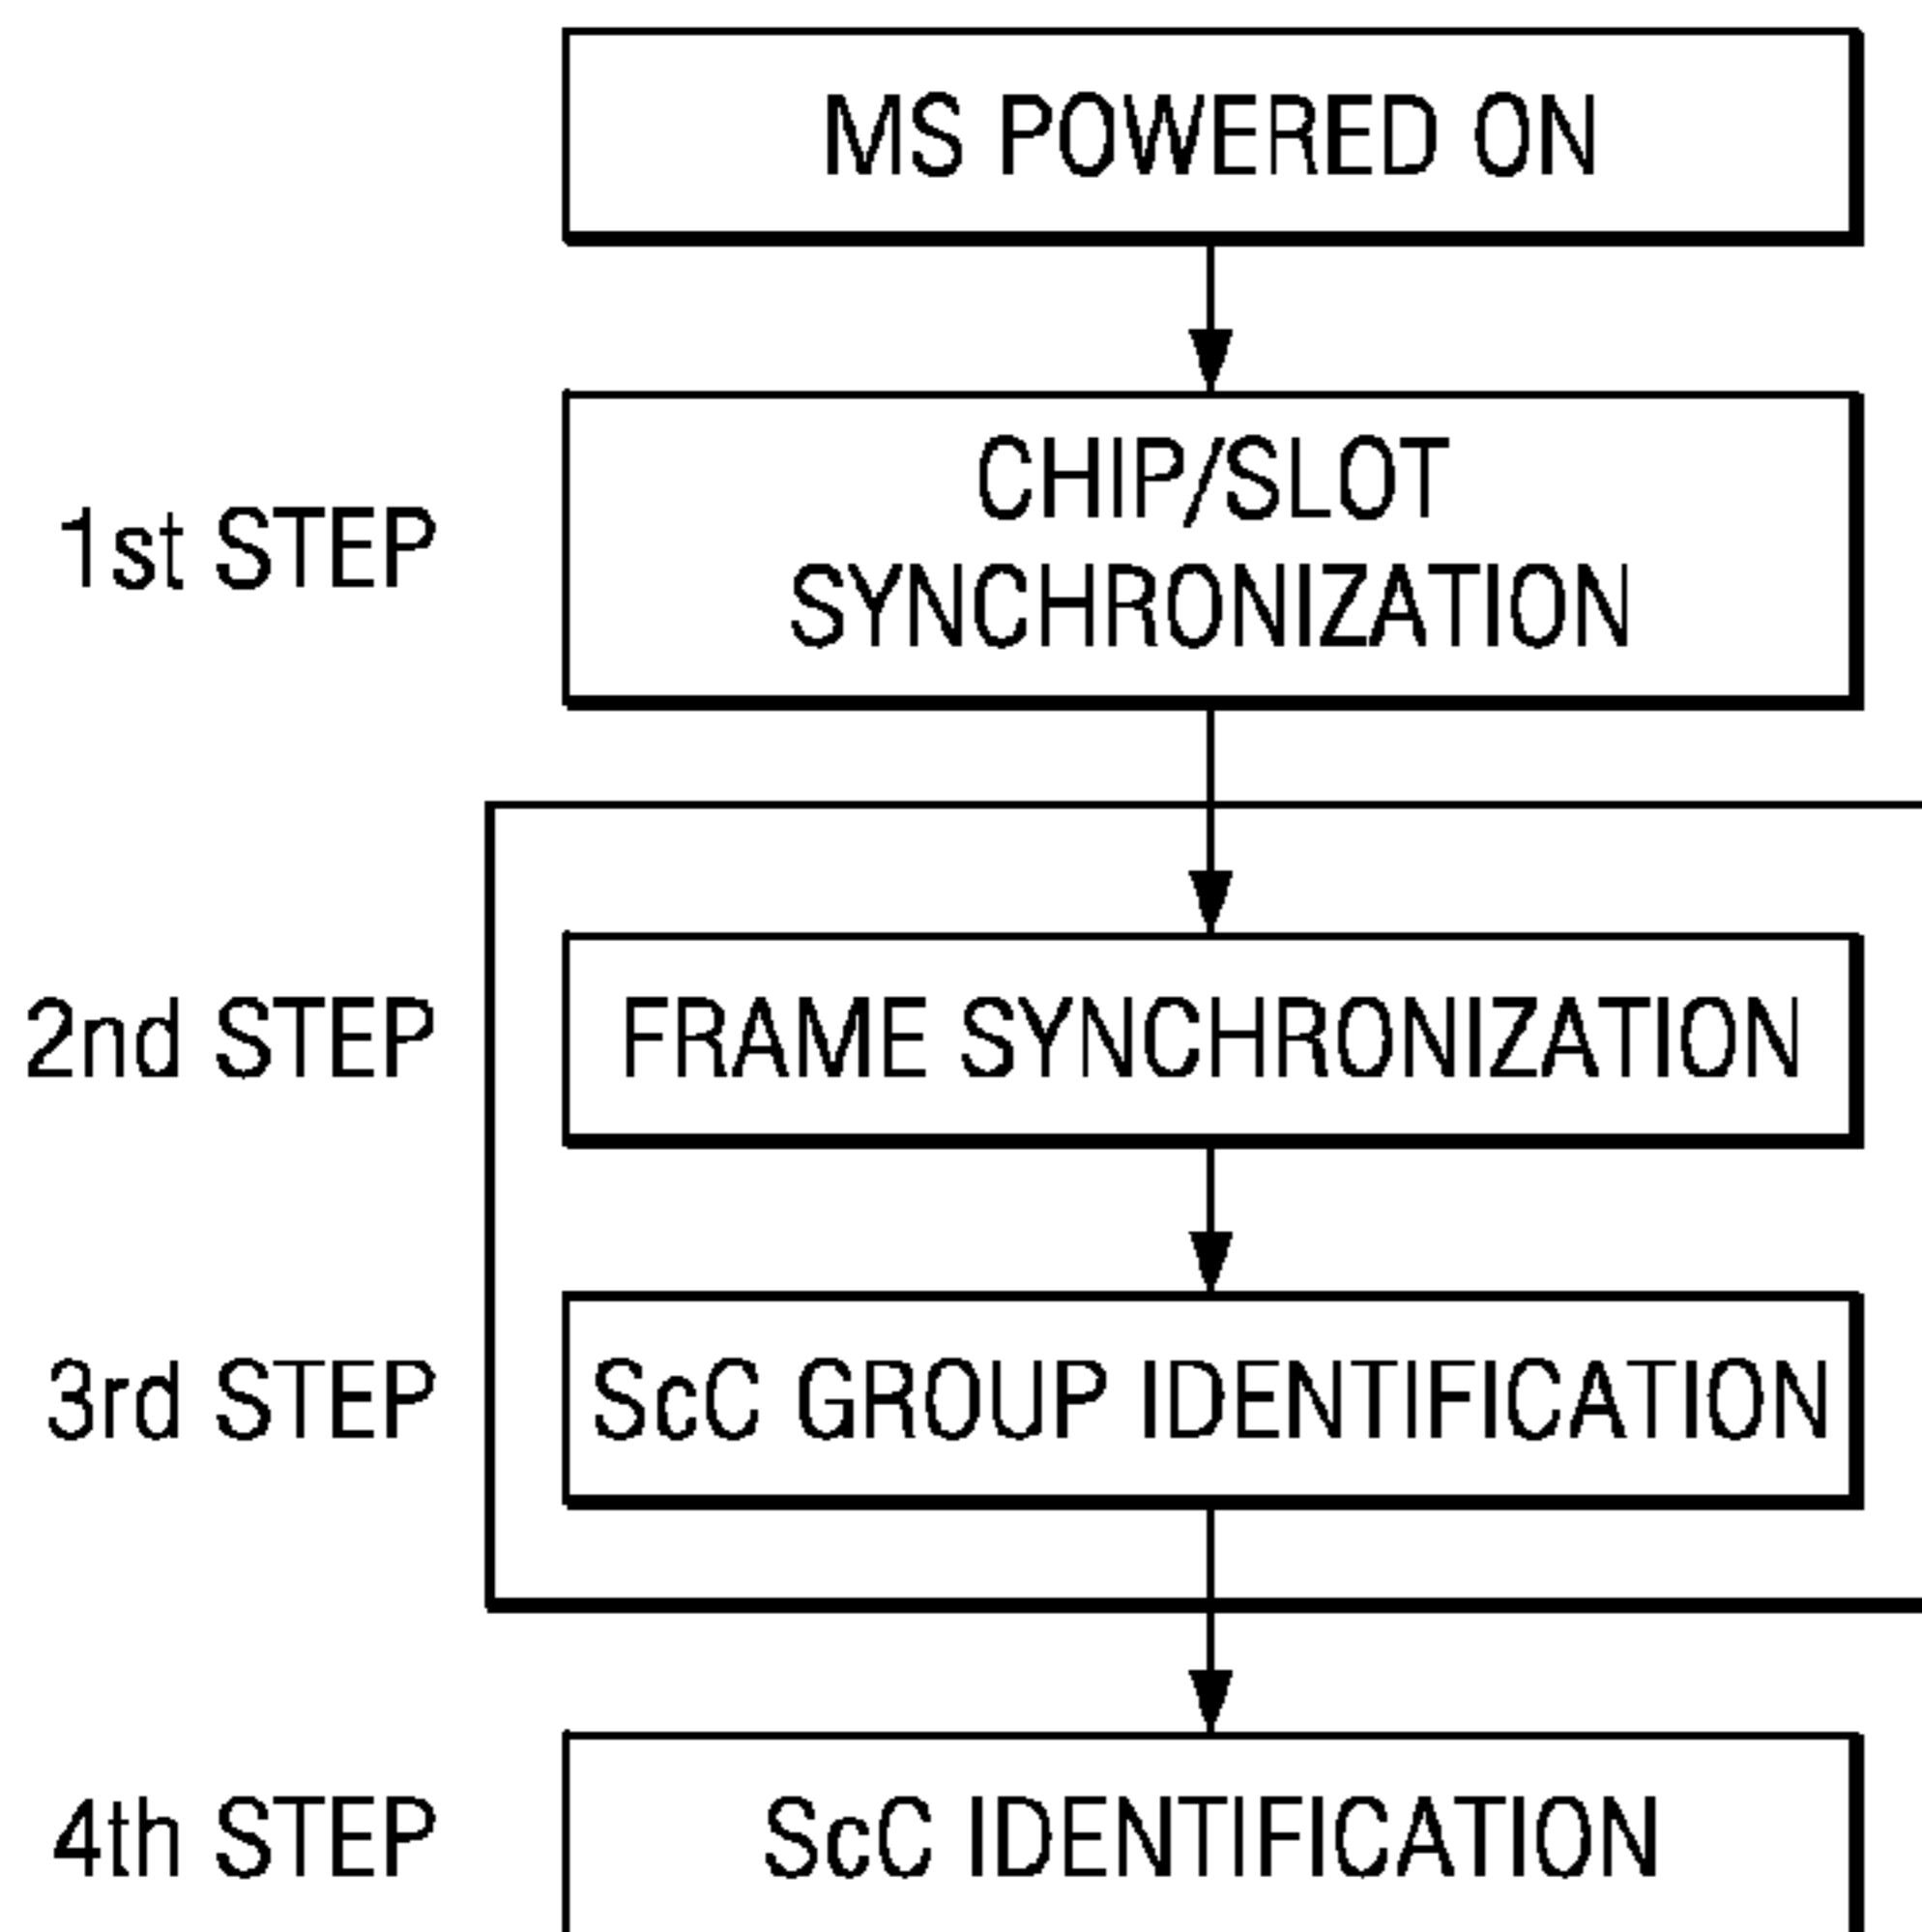 MS POWERED ON
1st STEP
CHIP/SLOT
SYNCHRONIZATION
2nd STEP
FRAME SYNCHRONIZATION
3rd STEP
ScC GROUP IDENTIFICATION
4th STEP
ScC IDENTIFICATION